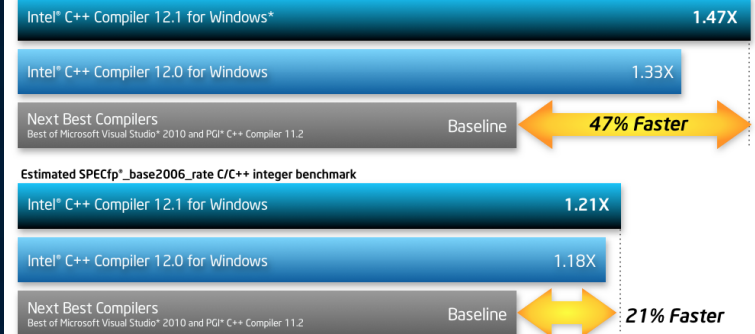 Intel® C++ Compiler 12.1 for Windows* 1.47X
Intel® C++ Compiler 12.0 for Windows 1.33X
Next Best Compilers
Best of Microsoft Visual Studio* 2010 and PGI* C++ Compiler 11.2
Baseline 47% Faster
Estimated SPECfp®_base2006_rate C/C++ integer benchmark
Intel® C++ Compiler 12.1 for Windows 1.21X
Intel® C++ Compiler 12.0 for Windows 1.18X
Next Best Compilers
Best of Microsoft Visual Studio* 2010 and PGI* C++ Compiler 11.2
Baseline 21% Faster